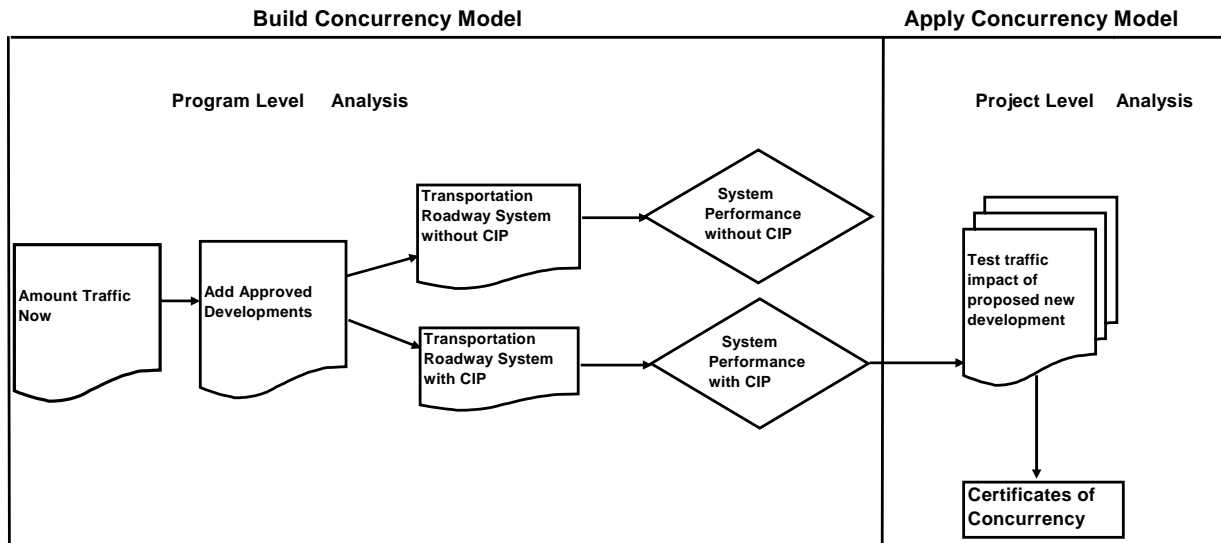 Build Concurrency Model
Apply Concurrency Model
Program Level Analysis
Project Level Analysis
Amount Traffic
Now
Add Approved
Developments
Transportation
Roadway System
without CIP
System
Performance
without CIP
Transportation
Roadway System
with CIP
System
Performance
with CIP
Test traffic
impact of
proposed new
development
Certificates of
Concurrency